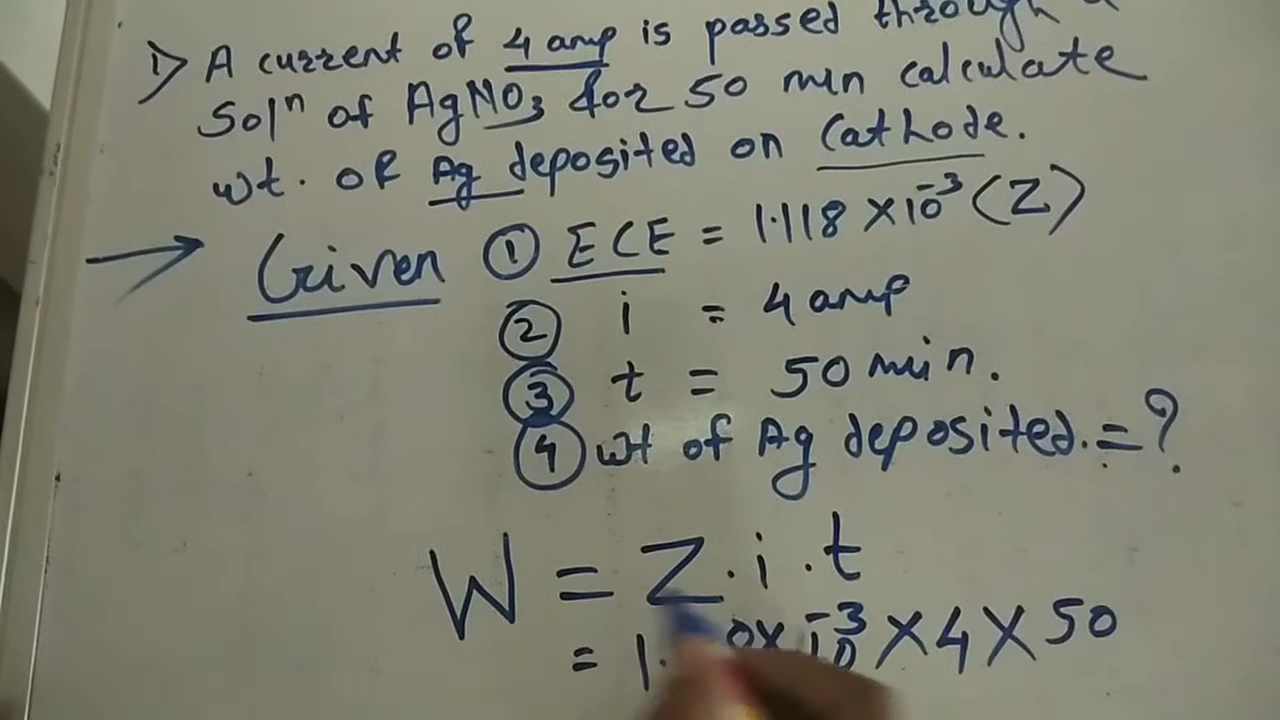 1) A current of 4 amp is passed through a
Solⁿ of AgNO₃ for 50 min calculate
wt. of Ag deposited on Cathode.
→ Given ① ECE = 1.118 × 10⁻³ (Z)
② i = 4 amp
③ t = 50 min.
④ wt of Ag deposited. = ?
W = Z . i . t
= 1. × 10⁻³ × 4 × 50